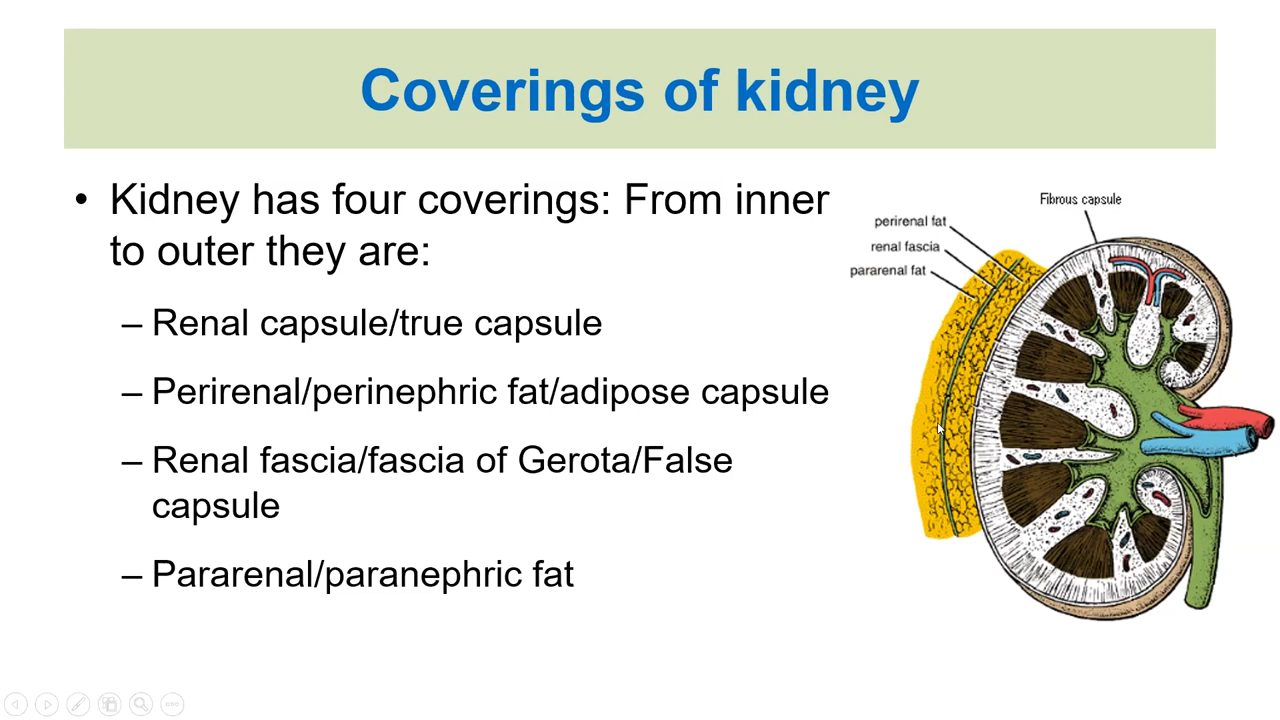 Coverings of kidney
• Kidney has four coverings: From inner
to outer they are:
– Renal capsule/true capsule
– Perirenal/perinephric fat/adipose capsule
– Renal fascia/fascia of Gerota/False
capsule
– Pararenal/paranephric fat
Fibrous capsule
perirenal fat
renal fascia
pararenal fat